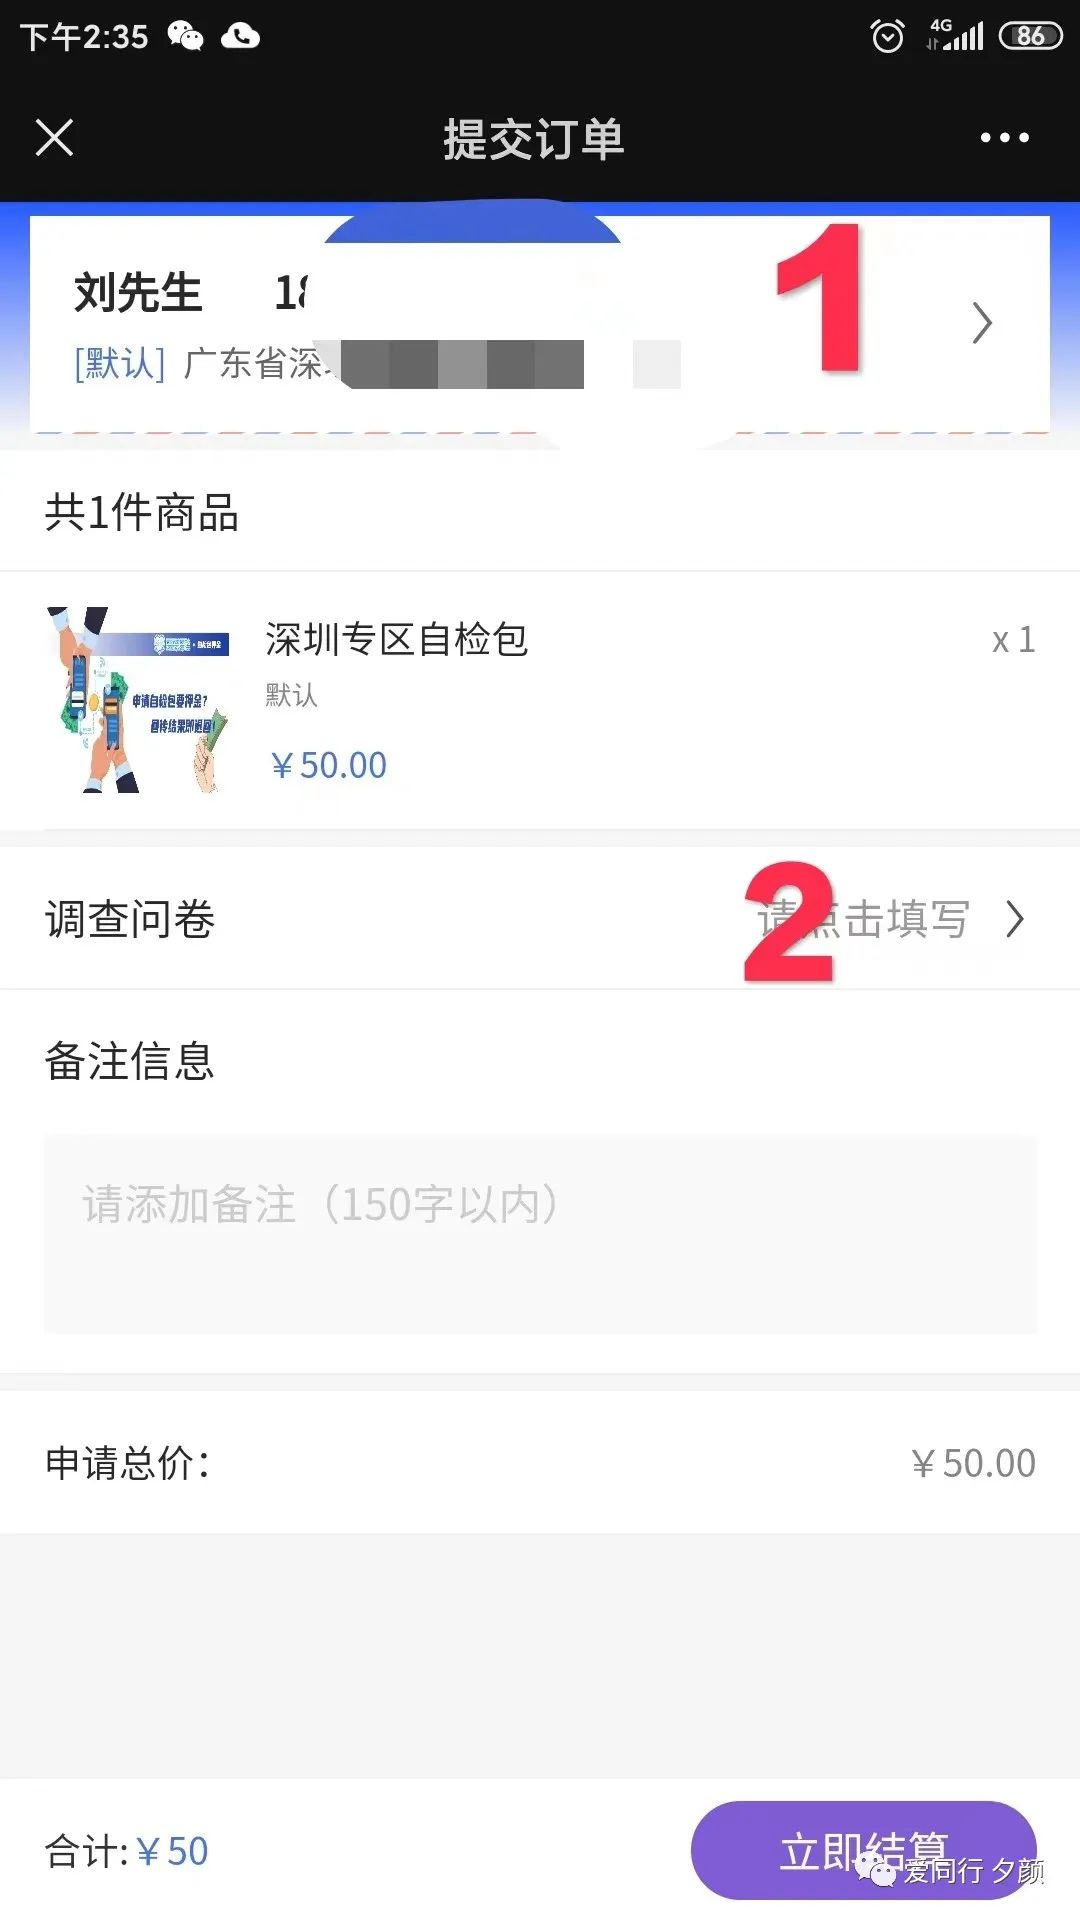 下午2:35
4G
86
提交订单
刘先生 18
[默认] 广东省深
1
共1件商品
深圳专区自检包
x 1
默认
申请自检包要押金?
回传结果即退回!
¥50.00
调查问卷
2
请点击填写
备注信息
请添加备注（150字以内）
申请总价：
¥50.00
合计:¥50
立即结算
爱同行 夕颜